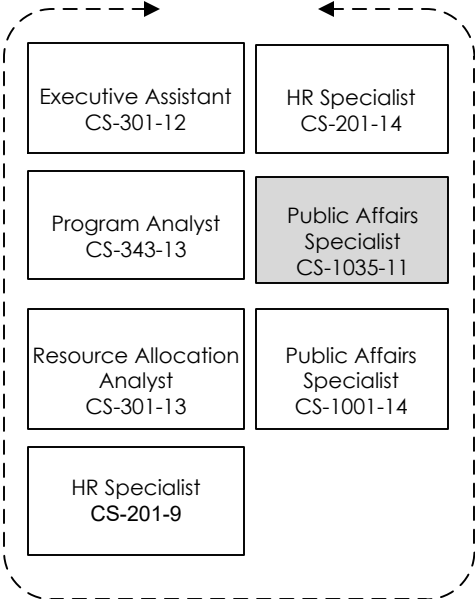 Executive Assistant
CS-301-12
HR Specialist
CS-201-14
Program Analyst
CS-343-13
Public Affairs
Specialist
CS-1035-11
Resource Allocation
Analyst
CS-301-13
Public Affairs
Specialist
CS-1001-14
HR Specialist
CS-201-9